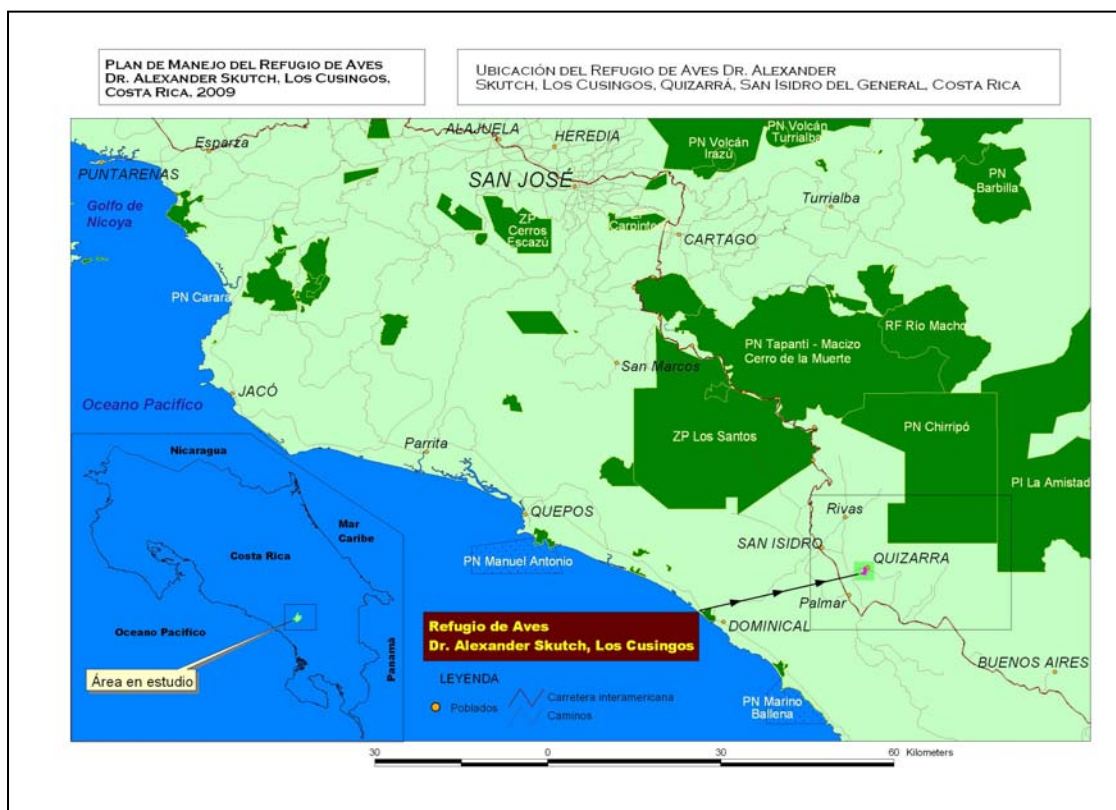 PLAN DE MANEJO DEL REFUGIO DE AVES
DR. ALEXANDER SKUTCH, LOS CUSINGOS,
COSTA RICA, 2009
UBICACIÓN DEL REFUGIO DE AVES DR. ALEXANDER
SKUTCH, LOS CUSINGOS, QUIZARRÁ, SAN ISIDRO DEL GENERAL, COSTA RICA
Esparza
ALAJUELA
HEREDIA
PN Volcán
Irazú
PN Volcán
Turrialba
PUNTARENAS
SAN JOSÉ
PN
Barbilla
Golfo de
Nicoya
ZP
Cerros
Escazú
Carpinte
Turrialba
CARTAGO
PN Carara
RF Río Macho
PN Tapanti - Macizo
Cerro de la Muerte
San Marcos
JACÓ
Oceano Pacifíco
Parrita
ZP Los Santos
PN Chirripó
PI La Amistad
QUEPOS
Rivas
PN Manuel Antonio
SAN ISIDRO
QUIZARRA
Palmar
DOMINICAL
BUENOS AIRES
PN Marino
Ballena
Nicaragua
Mar
Caribe
Costa Rica
Oceano Pacífico
Panamá
Área en estudio
Refugio de Aves
Dr. Alexander Skutch, Los Cusingos
LEYENDA
Poblados
Carretera interamericana
Caminos
30 0 30 60 Kilometers